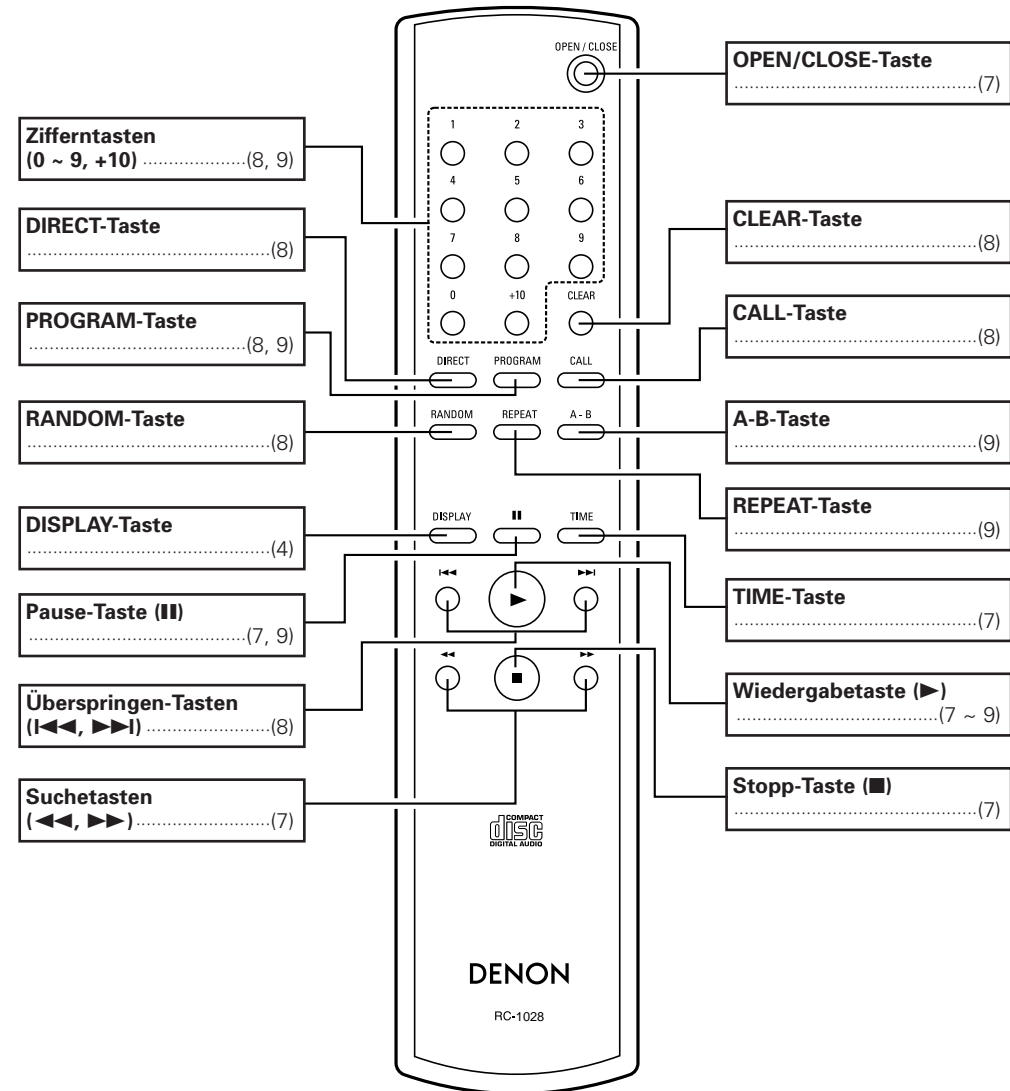 OPEN / CLOSE
OPEN/CLOSE-Taste
................................................(7)
Zifferntasten
(0 ~ 9, +10) ....................(8, 9)
DIRECT-Taste
................................................(8)
PROGRAM-Taste
...........................................(8, 9)
RANDOM-Taste
................................................(8)
DISPLAY-Taste
................................................(4)
Pause-Taste (❚❚)
...........................................(7, 9)
Überspringen-Tasten
(I◄◄, ►►I) .........................(8)
Suchetasten
(◄◄, ►►)...........................(7)
1 2 3
4 5 6
7 8 9
0 +10 CLEAR
DIRECT PROGRAM CALL
RANDOM REPEAT A - B
DISPLAY ❚❚ TIME
I◄◄ ► ►►I
◄◄ ■ ►►
COMPACT
disc
DIGITAL AUDIO
DENON
RC-1028
CLEAR-Taste
................................................(8)
CALL-Taste
................................................(8)
A-B-Taste
................................................(9)
REPEAT-Taste
................................................(9)
TIME-Taste
................................................(7)
Wiedergabetaste (►)
........................................(7 ~ 9)
Stopp-Taste (■)
................................................(7)